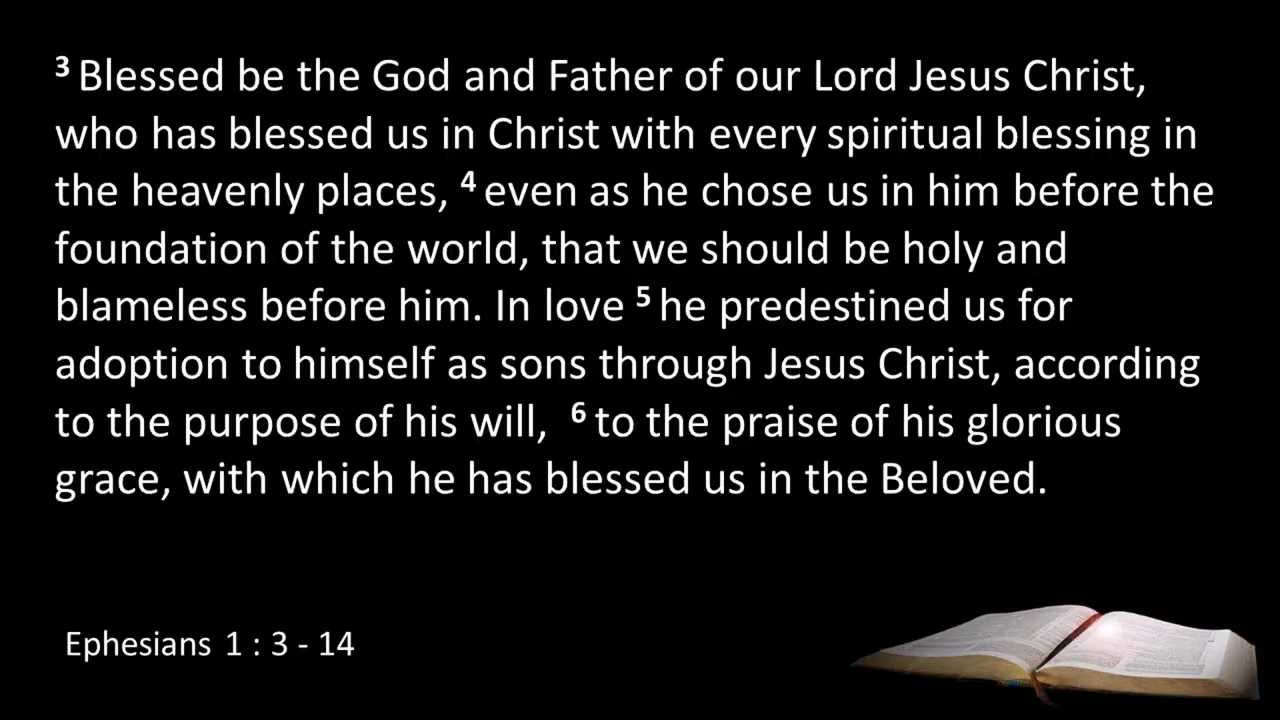 3 Blessed be the God and Father of our Lord Jesus Christ,
who has blessed us in Christ with every spiritual blessing in
the heavenly places, 4 even as he chose us in him before the
foundation of the world, that we should be holy and
blameless before him. In love 5 he predestined us for
adoption to himself as sons through Jesus Christ, according
to the purpose of his will, 6 to the praise of his glorious
grace, with which he has blessed us in the Beloved.
Ephesians 1 : 3 - 14